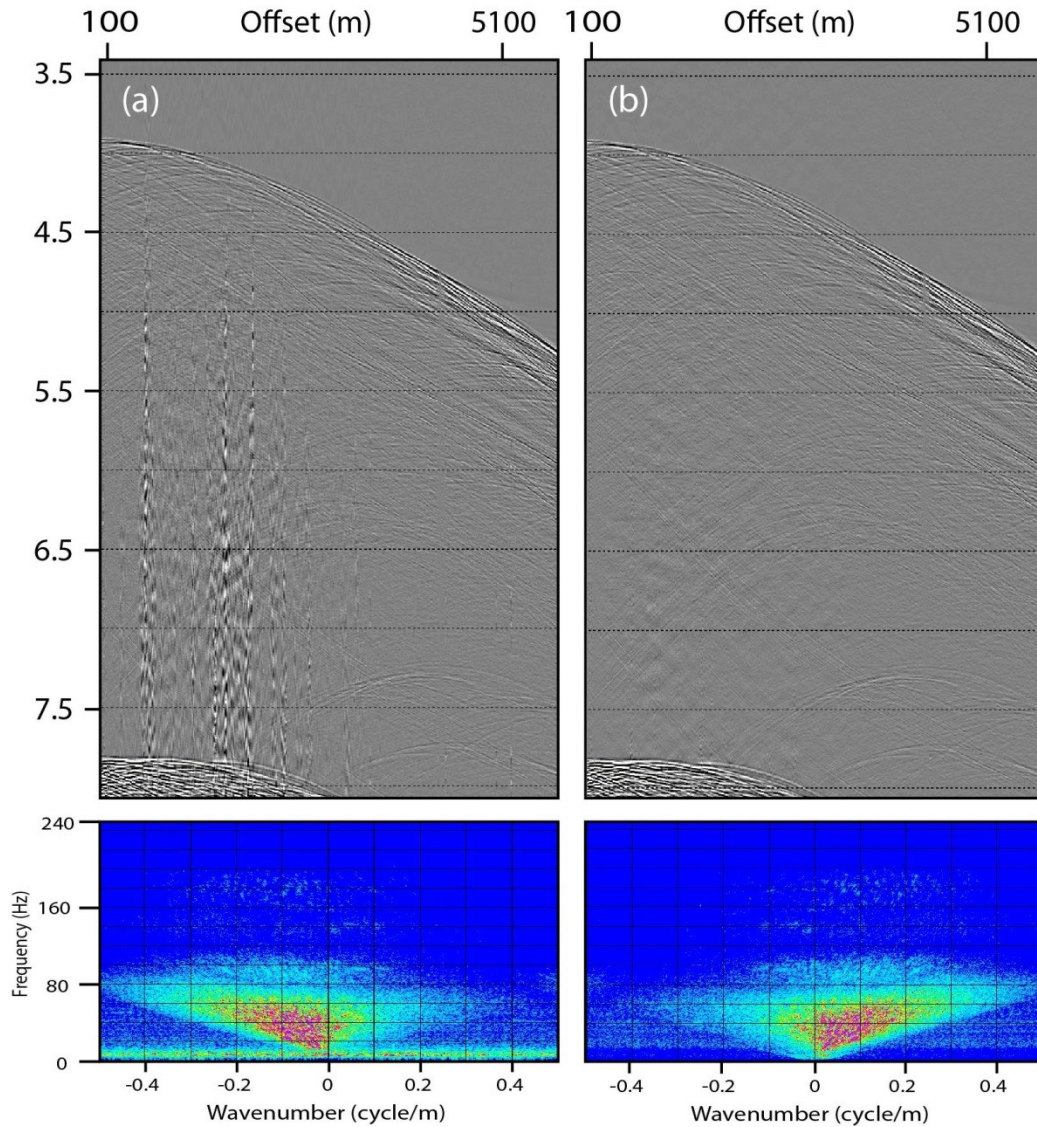 100 Offset (m) 5100 100 Offset (m) 5100
3.5
(a) (b)
4.5
5.5
6.5
7.5
240
160
80
0
Frequency (Hz)
-0.4 -0.2 0 0.2 0.4 -0.4 -0.2 0 0.2 0.4
Wavenumber (cycle/m) Wavenumber (cycle/m)